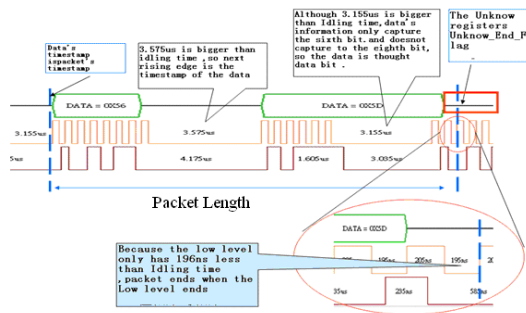 Data's
timestamp
ispacket's
timestamp
3.575us is bigger than
idling time ,so next
rising edge is the
timestamp of the data
Although 3.155us is bigger
than Idling time,data's
information only capture
the sixth bit.and doesnot
capture to the eighth bit,
so the data is thought
data bit .
The Unknow
registers
Unknow_End_F
lag
DATA = 0X56
DATA = 0X5D
3.155us
3.575us
3.155us
5us
4.175us
1.605us
3.035us
Packet Length
Because the low level
only has 196ns less
than Idling time
,packet ends when the
Low level ends
DATA = 0X5D
195ns
205ns
195ns
20
35us
235us